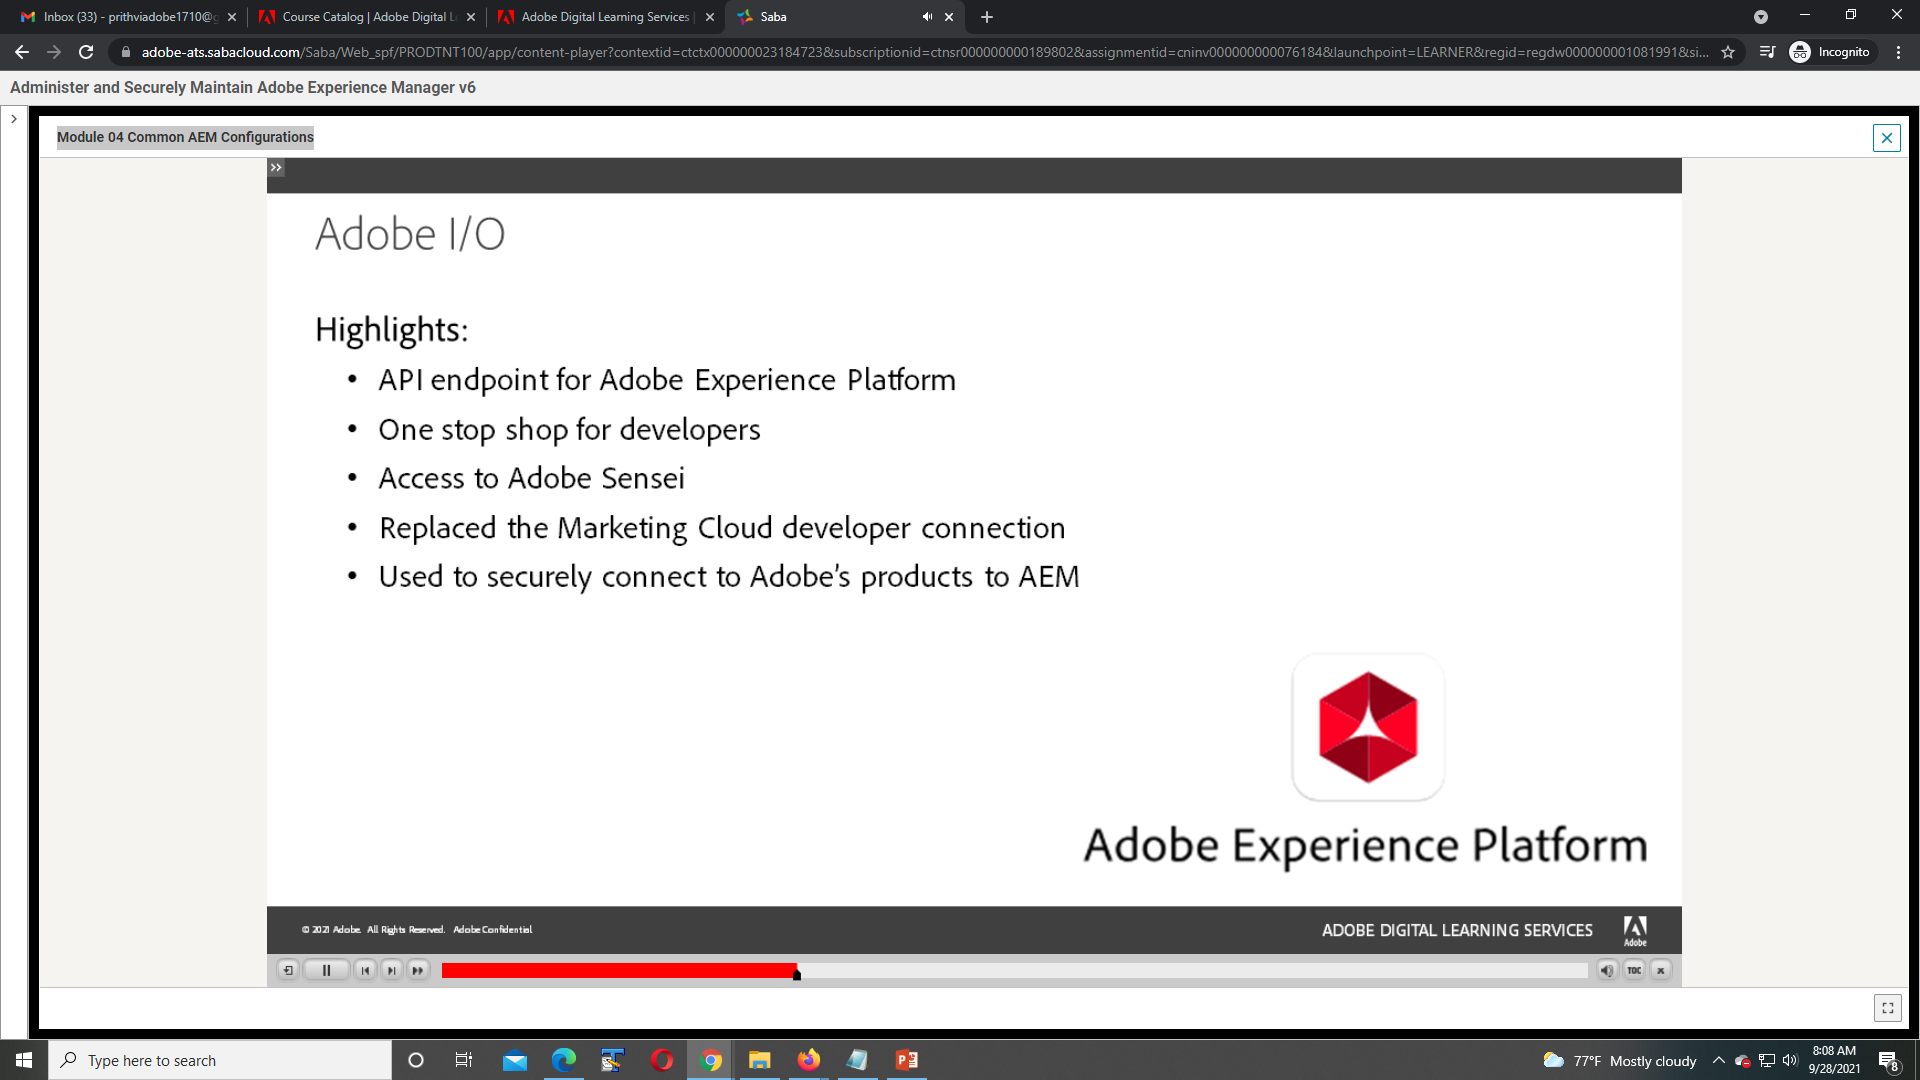 Inbox (33) - prithviadobe1710@g
Course Catalog | Adobe Digital L
Adobe Digital Learning Services |
Saba
adobe-ats.sabacloud.com/Saba/Web_spf/PRODTNT100/app/content-player?contextid=ctctx000000023184723&subscriptionid=ctnsr0000000000189802&assignmentid=cninv000000000076184&launchpoint=LEARNER&regid=regdw000000001081991&si...
Incognito
Administer and Securely Maintain Adobe Experience Manager v6
Module 04 Common AEM Configurations
Adobe I/O
Highlights:
• API endpoint for Adobe Experience Platform
• One stop shop for developers
• Access to Adobe Sensei
• Replaced the Marketing Cloud developer connection
• Used to securely connect to Adobe's products to AEM
Adobe Experience Platform
© 2021 Adobe. All Rights Reserved. Adobe Confidential
ADOBE DIGITAL LEARNING SERVICES
Adobe
TOC
Type here to search
77°F Mostly cloudy
8:08 AM
9/28/2021
8